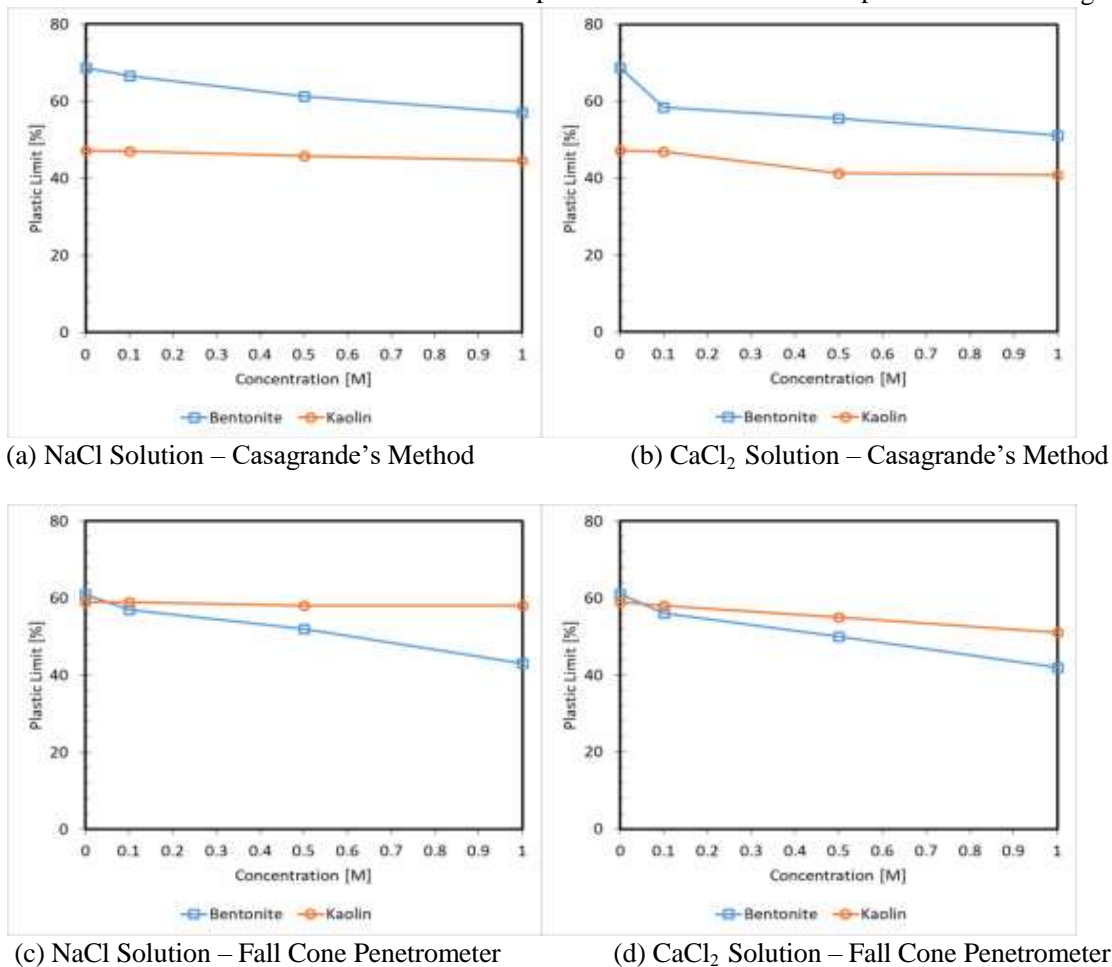 80
80
60
60
40
40
20
20
0
0
Plastic Limit [%]
Plastic Limit [%]
0 0.1 0.2 0.3 0.4 0.5 0.6 0.7 0.8 0.9 1
0 0.1 0.2 0.3 0.4 0.5 0.6 0.7 0.8 0.9 1
Concentration [M]
Concentration [M]
Bentonite Kaolin
Bentonite Kaolin
(a) NaCl Solution – Casagrande’s Method
(b) CaCl₂ Solution – Casagrande’s Method
80
80
60
60
40
40
20
20
0
0
Plastic Limit [%]
Plastic Limit [%]
0 0.1 0.2 0.3 0.4 0.5 0.6 0.7 0.8 0.9 1
0 0.1 0.2 0.3 0.4 0.5 0.6 0.7 0.8 0.9 1
Concentration [M]
Concentration [M]
Bentonite Kaolin
Bentonite Kaolin
(c) NaCl Solution – Fall Cone Penetrometer
(d) CaCl₂ Solution – Fall Cone Penetrometer